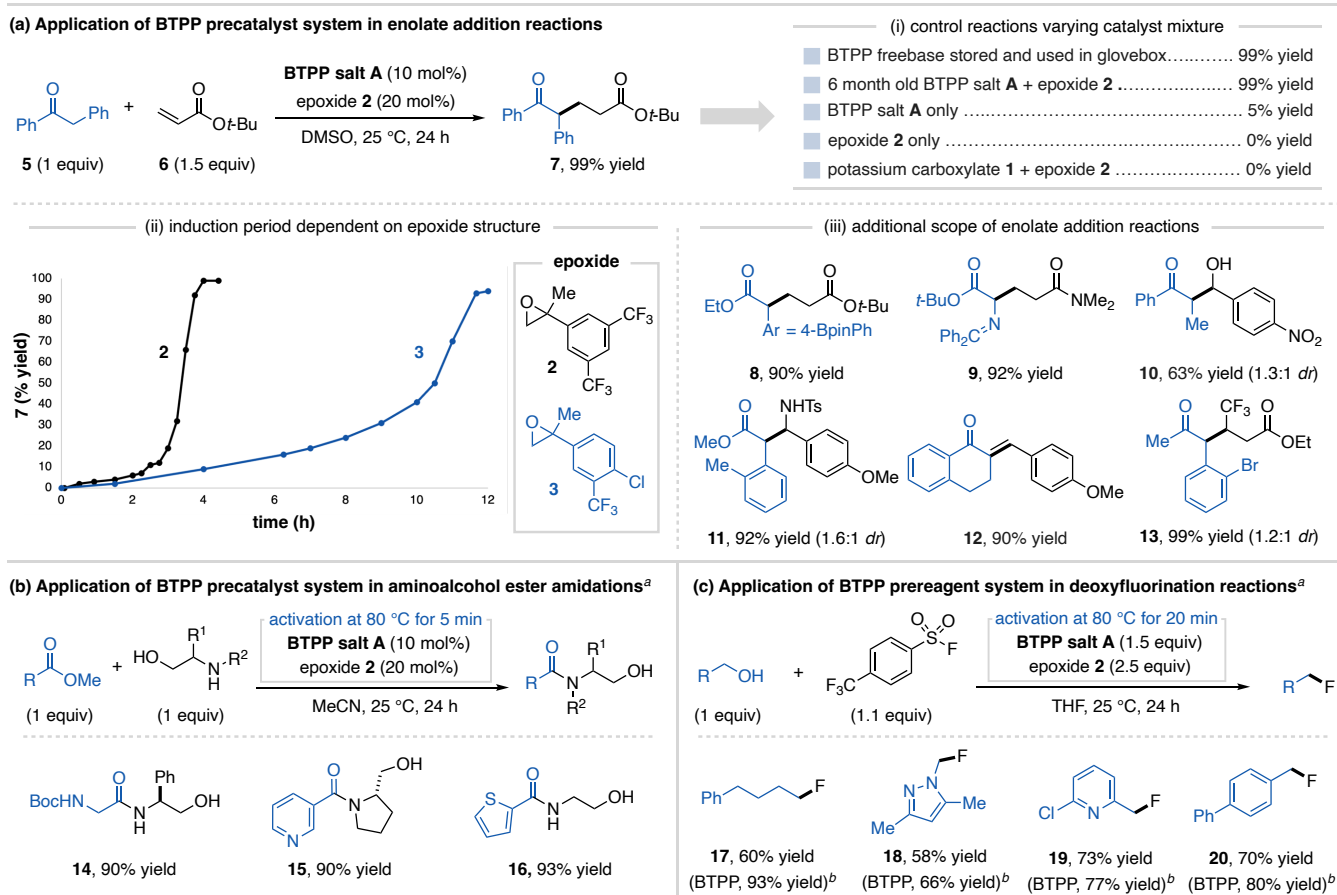 (a) Application of BTPP precatalyst system in enolate addition reactions
O
Ph
Ph
5 (1 equiv)
+
O
Ot-Bu
6 (1.5 equiv)
BTPP salt A (10 mol%)
epoxide 2 (20 mol%)
DMSO, 25 °C, 24 h
O
Ph
Ph
O
Ot-Bu
7, 99% yield
(i) control reactions varying catalyst mixture
BTPP freebase stored and used in glovebox............ 99% yield
6 month old BTPP salt A + epoxide 2 .................... 99% yield
BTPP salt A only ................................................ 5% yield
epoxide 2 only ................................................... 0% yield
potassium carboxylate 1 + epoxide 2 ..................... 0% yield
(ii) induction period dependent on epoxide structure
7 (% yield)
100
90
80
70
60
50
40
30
20
10
0
0
2
4
6
8
10
12
time (h)
2
3
epoxide
O
Me
CF3
CF3
2
O
Me
Cl
CF3
3
(iii) additional scope of enolate addition reactions
O
EtO
O
Ot-Bu
Ar = 4-BpinPh
8, 90% yield
O
t-BuO
N
Ph2C
O
NMe2
9, 92% yield
O
OH
Ph
Me
NO2
10, 63% yield (1.3:1 dr)
O
NHTs
MeO
Me
OMe
11, 92% yield (1.6:1 dr)
O
OMe
12, 90% yield
O
CF3
Me
O
OEt
Br
13, 99% yield (1.2:1 dr)
(b) Application of BTPP precatalyst system in aminoalcohol ester amidations^a
O
R
OMe
(1 equiv)
+
HO
R1
N
H
R2
(1 equiv)
activation at 80 °C for 5 min
BTPP salt A (10 mol%)
epoxide 2 (20 mol%)
MeCN, 25 °C, 24 h
O
R
N
R2
R1
OH
BocHN
O
N
H
Ph
OH
14, 90% yield
O
N
N
OH
15, 90% yield
S
O
N
H
OH
16, 93% yield
(c) Application of BTPP prereagent system in deoxyfluorination reactions^a
R
OH
(1 equiv)
+
O
O
S
F
F3C
(1.1 equiv)
activation at 80 °C for 20 min
BTPP salt A (1.5 equiv)
epoxide 2 (2.5 equiv)
THF, 25 °C, 24 h
R
F
Ph
F
17, 60% yield
(BTPP, 93% yield)^b
F
N
N
Me
Me
18, 58% yield
(BTPP, 66% yield)^b
Cl
N
F
19, 73% yield
(BTPP, 77% yield)^b
F
Ph
20, 70% yield
(BTPP, 80% yield)^b